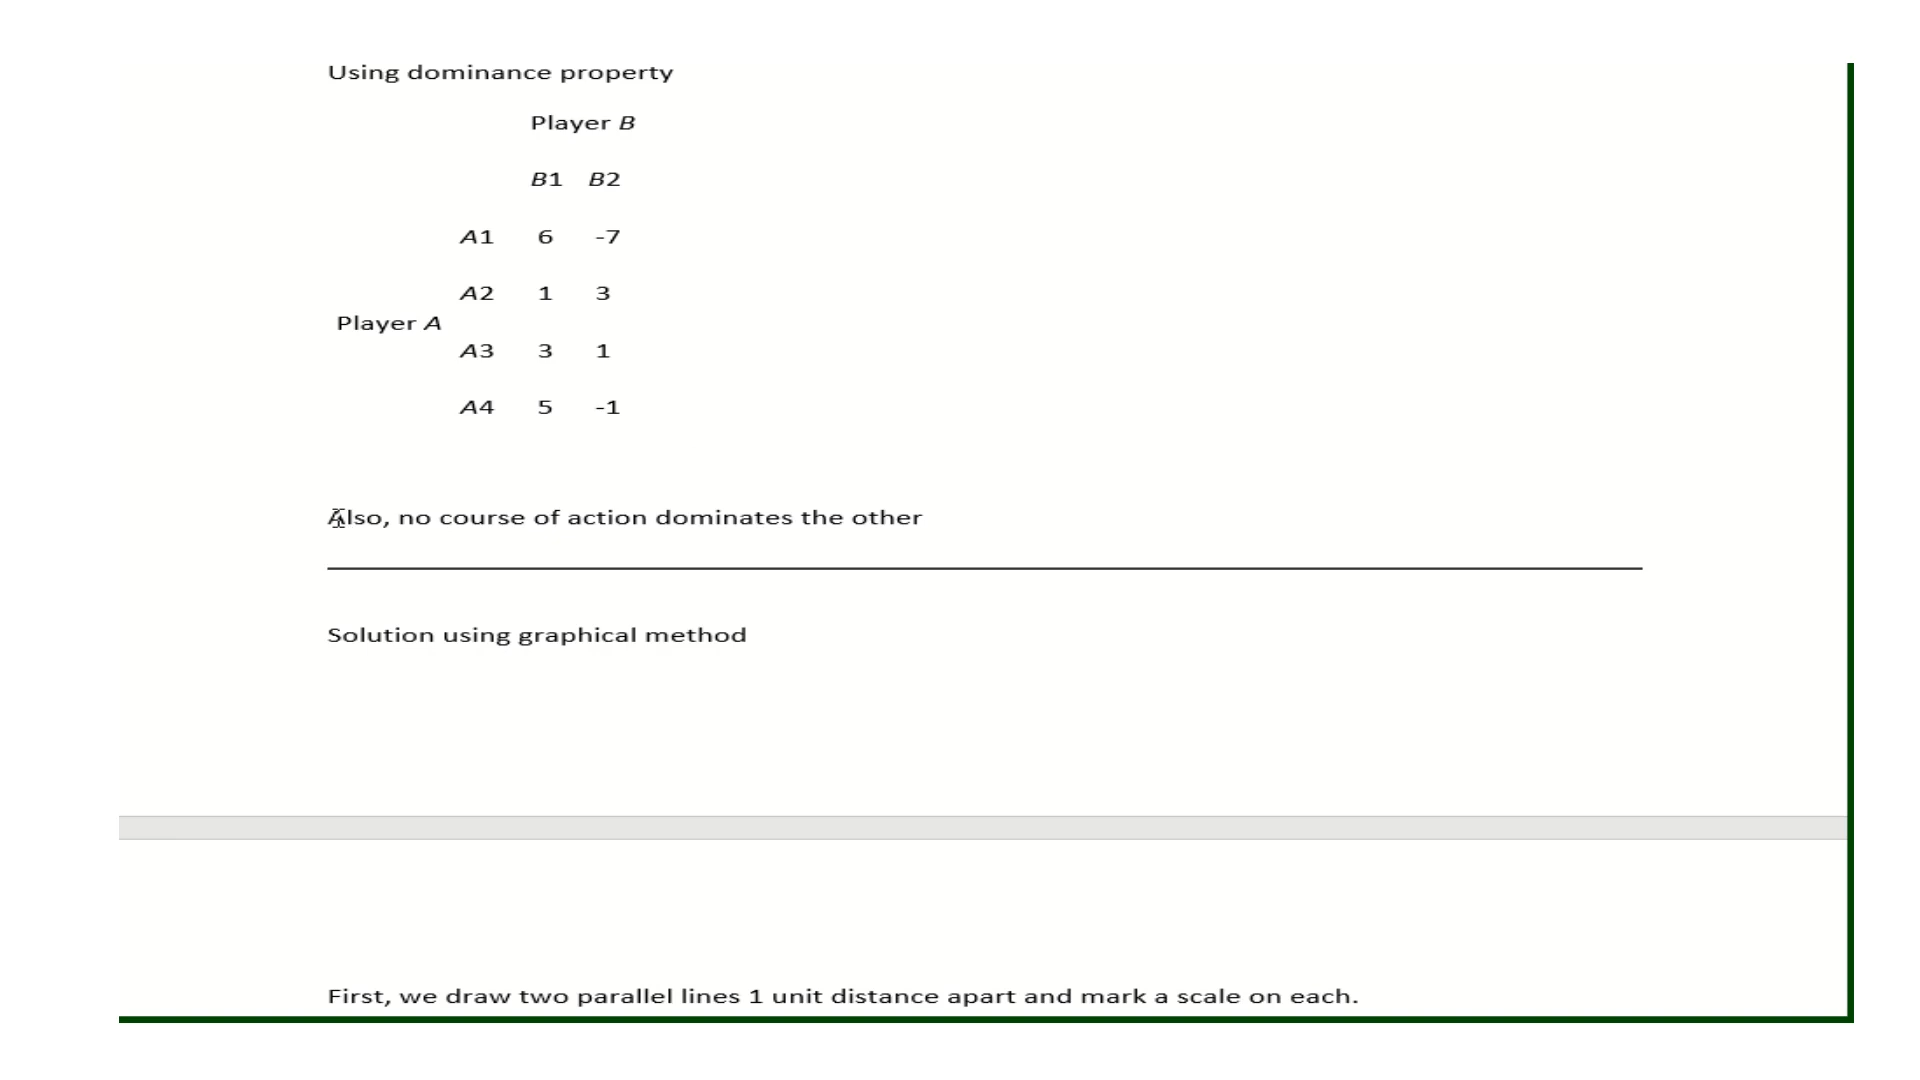 Using dominance property
Player B
B1 B2
A1 6 -7
A2 1 3
Player A
A3 3 1
A4 5 -1
Also, no course of action dominates the other
Solution using graphical method
First, we draw two parallel lines 1 unit distance apart and mark a scale on each.